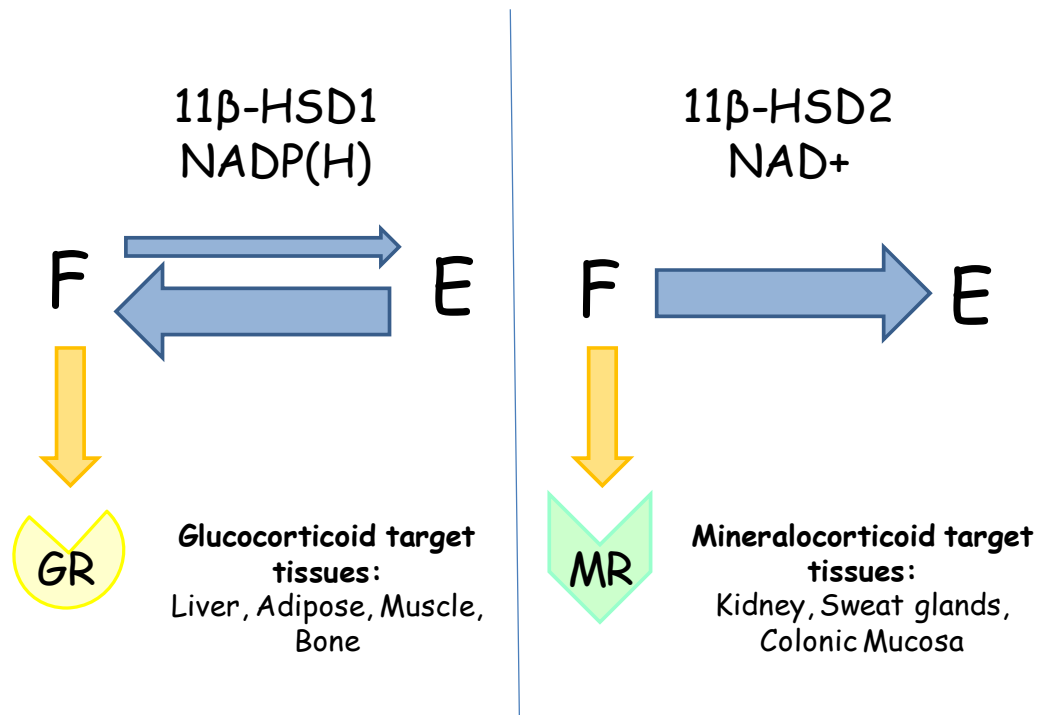 11β-HSD1
NADP(H)
F
E
GR
Glucocorticoid target
tissues:
Liver, Adipose, Muscle,
Bone
11β-HSD2
NAD+
F
E
MR
Mineralocorticoid target
tissues:
Kidney, Sweat glands,
Colonic Mucosa